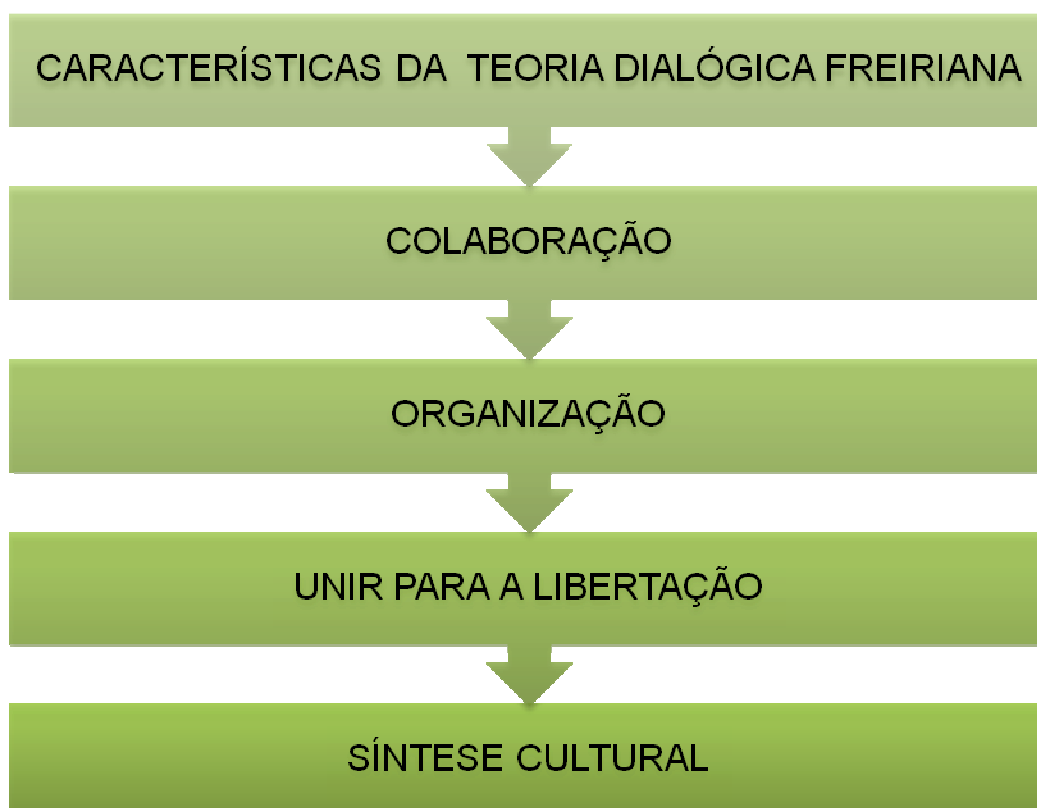 CARACTERÍSTICAS DA TEORIA DIALÓGICA FREIRIANA
COLABORAÇÃO
ORGANIZAÇÃO
UNIR PARA A LIBERTAÇÃO
SÍNTESE CULTURAL